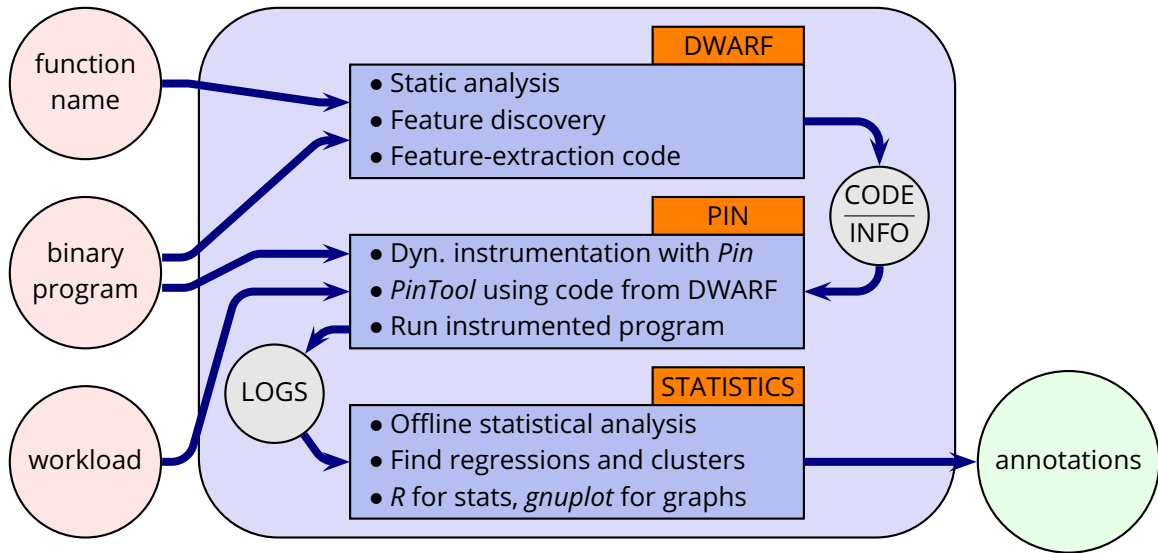 function
name
binary
program
workload
DWARF
● Static analysis
● Feature discovery
● Feature-extraction code
CODE
INFO
PIN
● Dyn. instrumentation with Pin
● PinTool using code from DWARF
● Run instrumented program
LOGS
STATISTICS
● Offline statistical analysis
● Find regressions and clusters
● R for stats, gnuplot for graphs
annotations